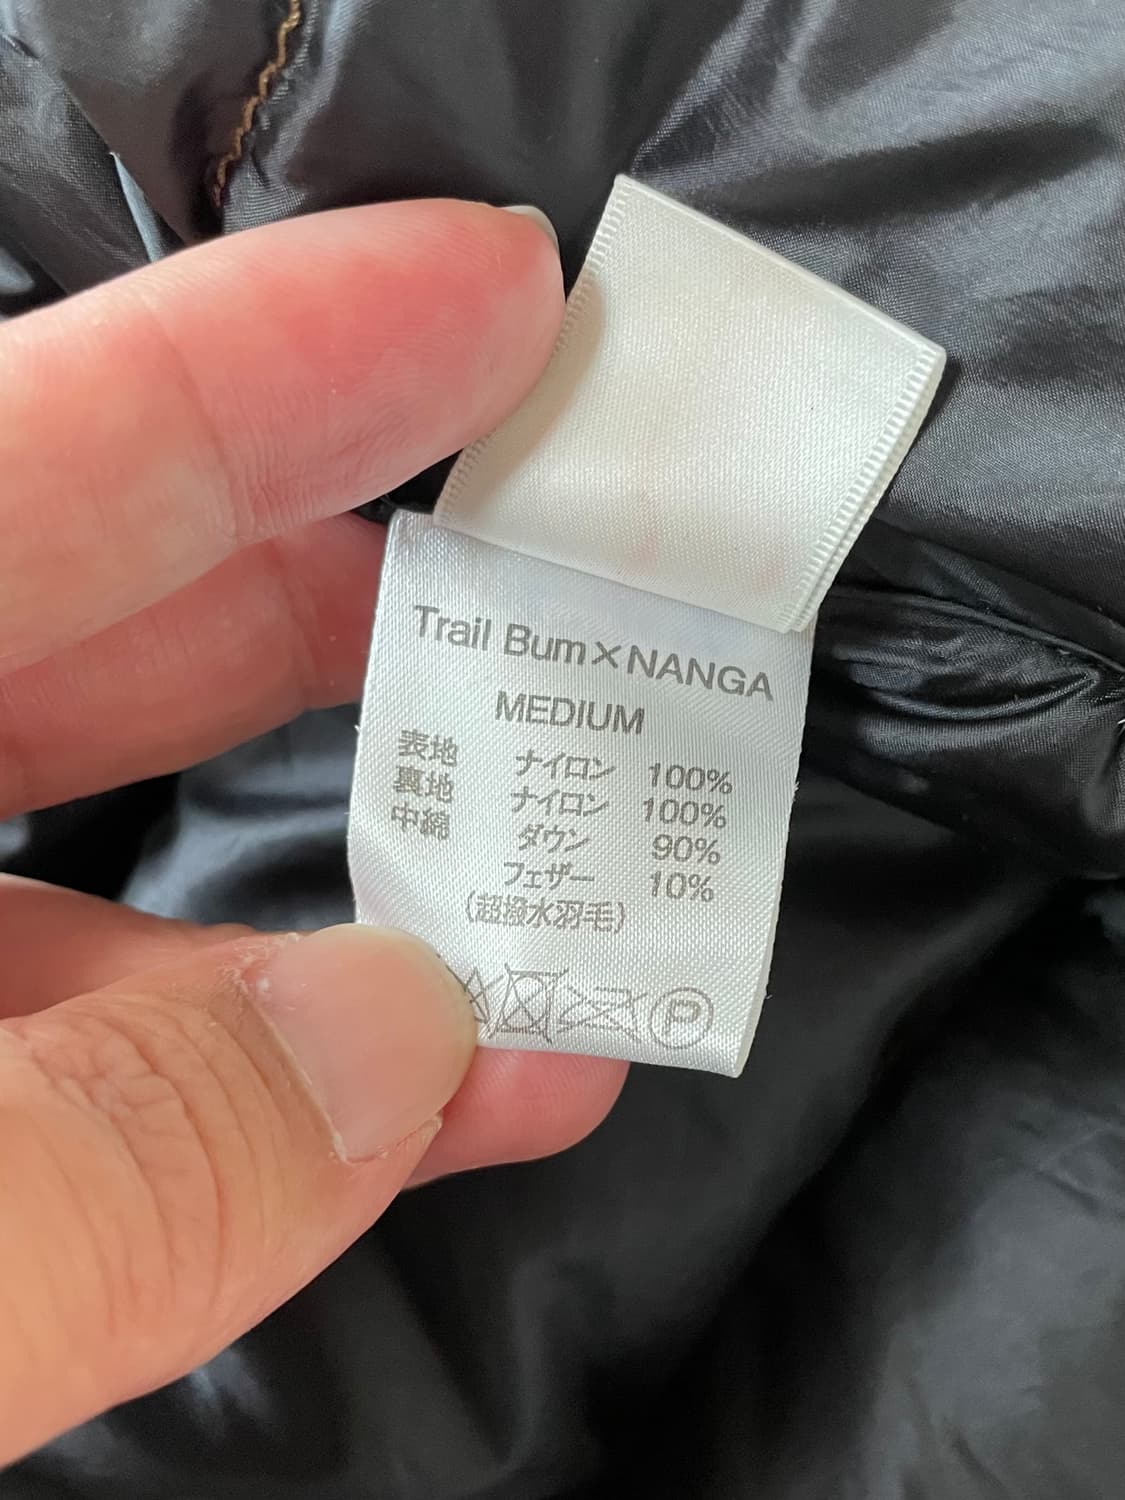 Trail Bum×NANGA
MEDIUM
表地 ナイロン 100%
裏地 ナイロン 100%
中綿 ダウン 90%
フェザー 10%
(超撥水羽毛)
P